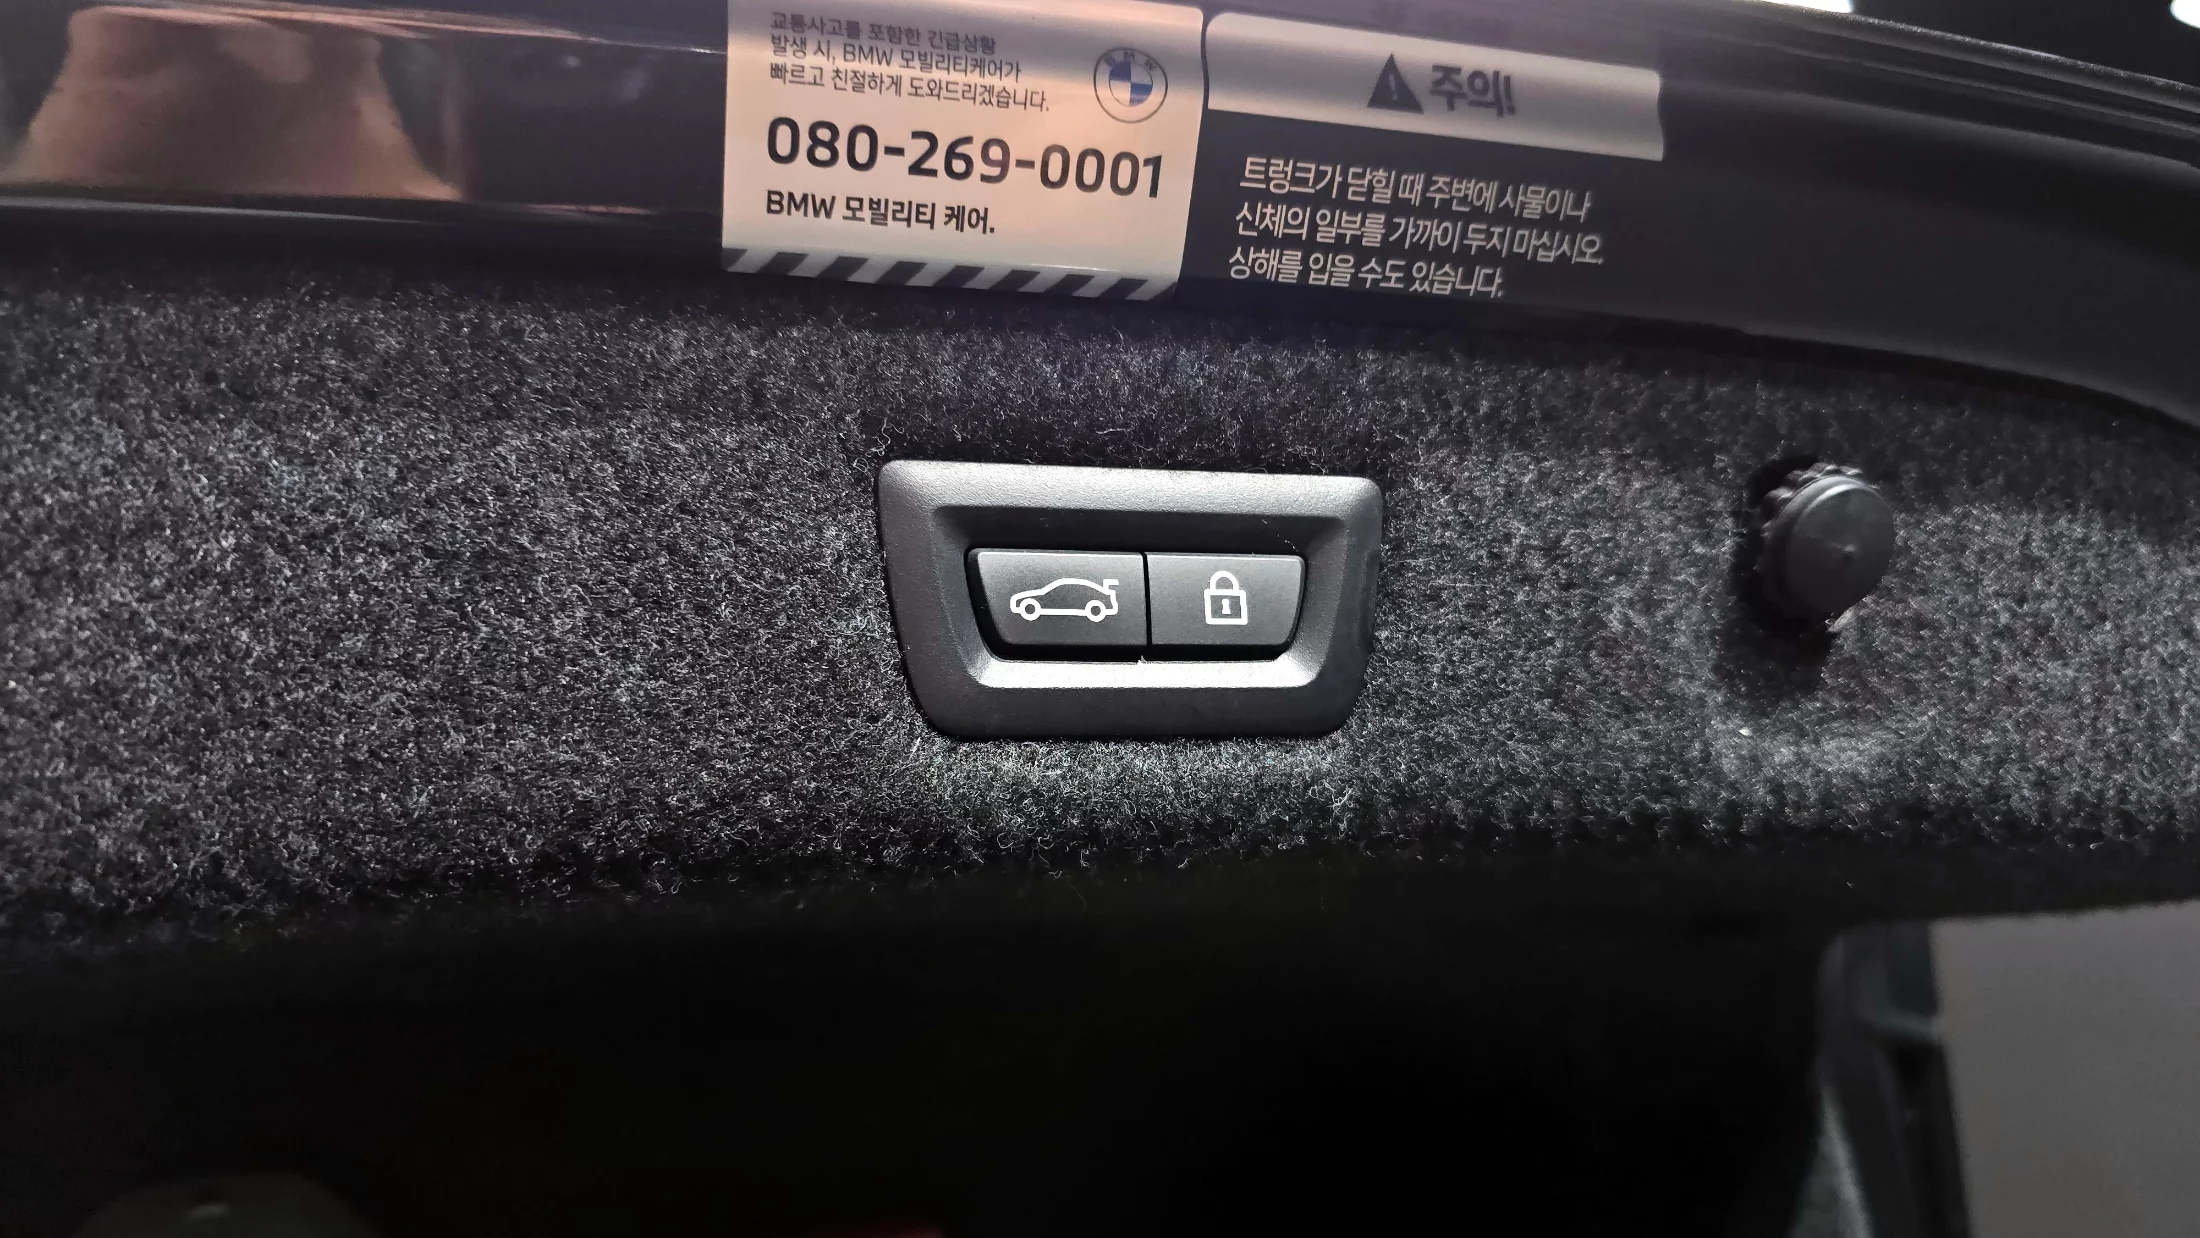 교통사고를 포함한 긴급상황
발생 시, BMW 모빌리티케어가
빠르고 친절하게 도와드리겠습니다.
BMW
080-269-0001
BMW 모빌리티 케어.
주의!
트렁크가 닫힐 때 주변에 사물이나
신체의 일부를 가까이 두지 마십시오.
상해를 입을 수도 있습니다.